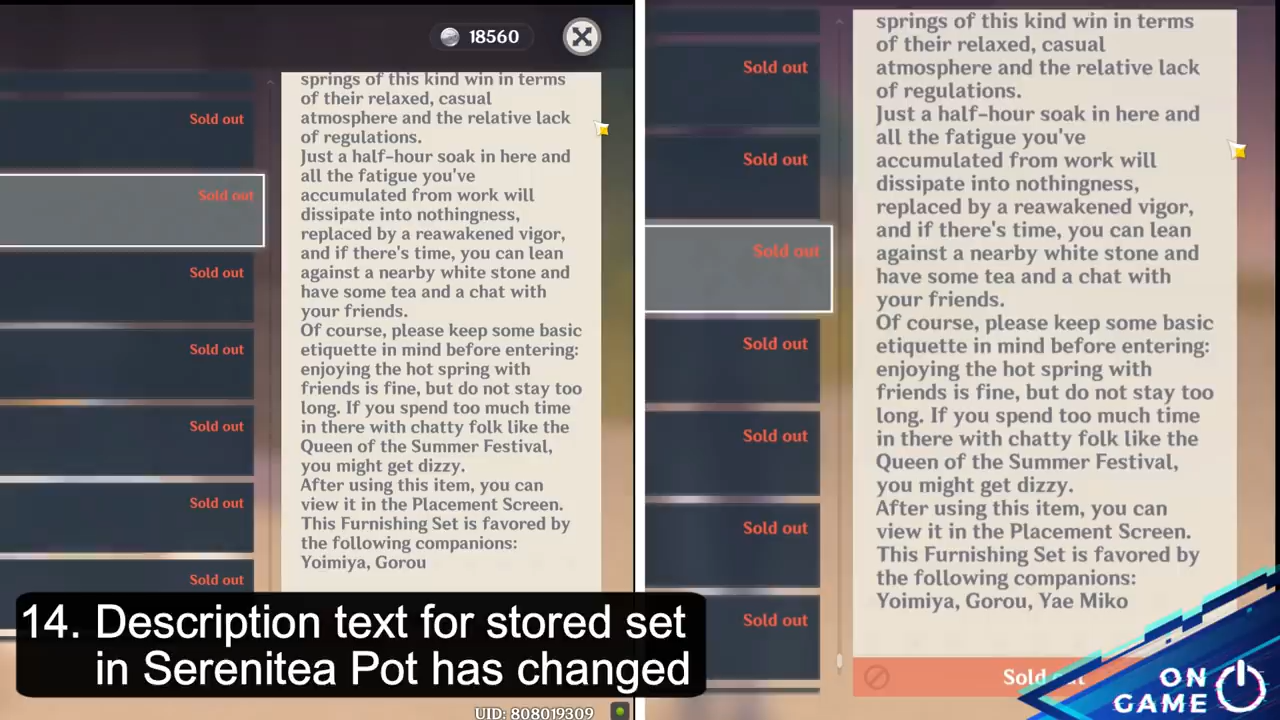 18560
Sold out
Sold out
Sold out
Sold out
Sold out
Sold out
Sold out
springs of this kind win in terms
of their relaxed, casual
atmosphere and the relative lack
of regulations.
Just a half-hour soak in here and
all the fatigue you've
accumulated from work will
dissipate into nothingness,
replaced by a reawakened vigor,
and if there's time, you can lean
against a nearby white stone and
have some tea and a chat with
your friends.
Of course, please keep some basic
etiquette in mind before entering:
enjoying the hot spring with
friends is fine, but do not stay too
long. If you spend too much time
in there with chatty folk like the
Queen of the Summer Festival,
you might get dizzy.
After using this item, you can
view it in the Placement Screen.
This Furnishing Set is favored by
the following companions:
Yoimiya, Gorou
Sold out
Sold out
Sold out
Sold out
Sold out
Sold out
Sold out
springs of this kind win in terms
of their relaxed, casual
atmosphere and the relative lack
of regulations.
Just a half-hour soak in here and
all the fatigue you've
accumulated from work will
dissipate into nothingness,
replaced by a reawakened vigor,
and if there's time, you can lean
against a nearby white stone and
have some tea and a chat with
your friends.
Of course, please keep some basic
etiquette in mind before entering:
enjoying the hot spring with
friends is fine, but do not stay too
long. If you spend too much time
in there with chatty folk like the
Queen of the Summer Festival,
you might get dizzy.
After using this item, you can
view it in the Placement Screen.
This Furnishing Set is favored by
the following companions:
Yoimiya, Gorou, Yae Miko
Sold out
14. Description text for stored set
in Serenitea Pot has changed
UID: 808019309
ON
GAME